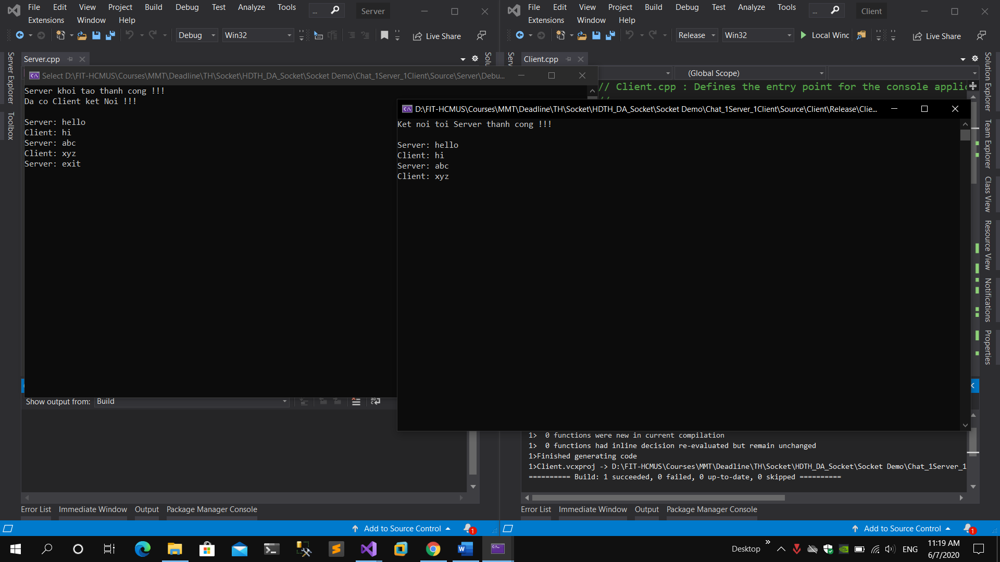 File Edit View Project Build Debug Test Analyze Tools ... Server
Extensions Window Help
Debug Win32 Live Share
Server.cpp
Server Explorer
Toolbox
Select D:\FIT-HCMUS\Courses\MMT\Deadline\TH\Socket\HDTH_DA_Socket\Socket Demo\Chat_1Server_1Client\Source\Server\Debu...
Server khoi tao thanh cong !!!
Da co Client ket Noi !!!
Server: hello
Client: hi
Server: abc
Client: xyz
Server: exit
Show output from: Build
Error List Immediate Window Output Package Manager Console
Add to Source Control 1
File Edit View Project Build Debug Test Analyze Tools ... Client
Extensions Window Help
Release Win32 Local Winc Live Share
Client.cpp
(Global Scope)
// Client.cpp : Defines the entry point for the console applic
//
D:\FIT-HCMUS\Courses\MMT\Deadline\TH\Socket\HDTH_DA_Socket\Socket Demo\Chat_1Server_1Client\Source\Client\Release\Clie...
Ket noi toi Server thanh cong !!!
Server: hello
Client: hi
Server: abc
Client: xyz
Solution Explorer
Team Explorer
Class View
Resource View
Notifications
Properties
1> 0 functions were new in current compilation
1> 0 functions had inline decision re-evaluated but remain unchanged
1>Finished generating code
1>Client.vcxproj -> D:\FIT-HCMUS\Courses\MMT\Deadline\TH\Socket\HDTH_DA_Socket\Socket Demo\Chat_1Server_1
========== Build: 1 succeeded, 0 failed, 0 up-to-date, 0 skipped ==========
Error List Immediate Window Output Package Manager Console
Add to Source Control 1
Desktop » ENG 11:19 AM
6/7/2020